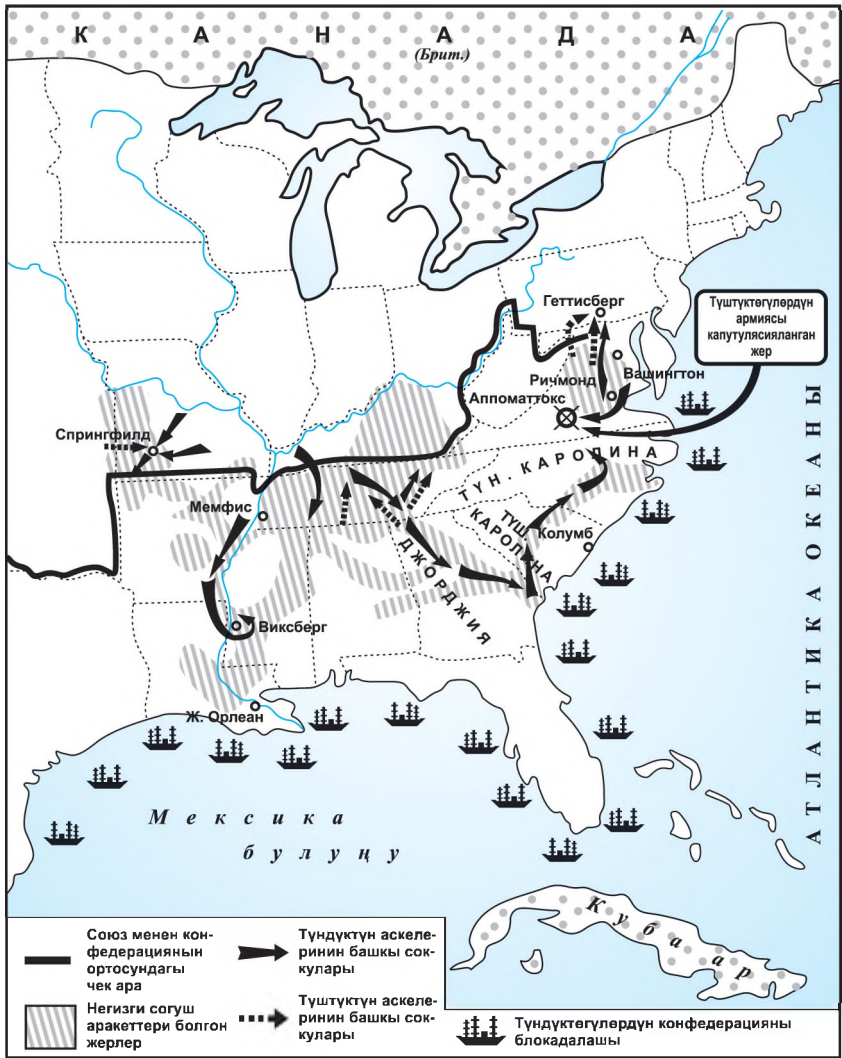 КАНАДА
(Брит.)
Геттисберг
Түштүктөгүлөрдүн
армиясы
капутулясияланган
жер
Вашингтон
Ричмонд
Аппоматтокс
Спрингфилд
ТҮН. КАРОЛИНА
Мемфис
ТҮШ
КАРОЛИНА
Колумб
ДЖОРДЖИЯ
Виксберг
Ж. Орлеан
АТЛАНТИКА ОКЕАНЫ
Мексика
булуңу
Куба ар
Союз менен кон-
федерациянын
ортосундагы
чек ара
Түндүктүн аскеле-
ринин башкы сок-
кулары
Негизги согуш
аракеттери болгон
жерлер
Түштүктүн аскеле-
ринин башкы сок-
кулары
Түндүктөгүлөрдүн конфедерацияны
блокадалашы